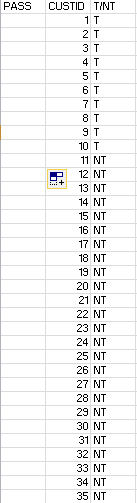 PASS CUSTID T/NT
1 T
2 T
3 T
4 T
5 T
6 T
7 T
8 T
9 T
10 T
11 NT
12 NT
13 NT
14 NT
15 NT
16 NT
17 NT
18 NT
19 NT
20 NT
21 NT
22 NT
23 NT
24 NT
25 NT
26 NT
27 NT
28 NT
29 NT
30 NT
31 NT
32 NT
33 NT
34 NT
35 NT